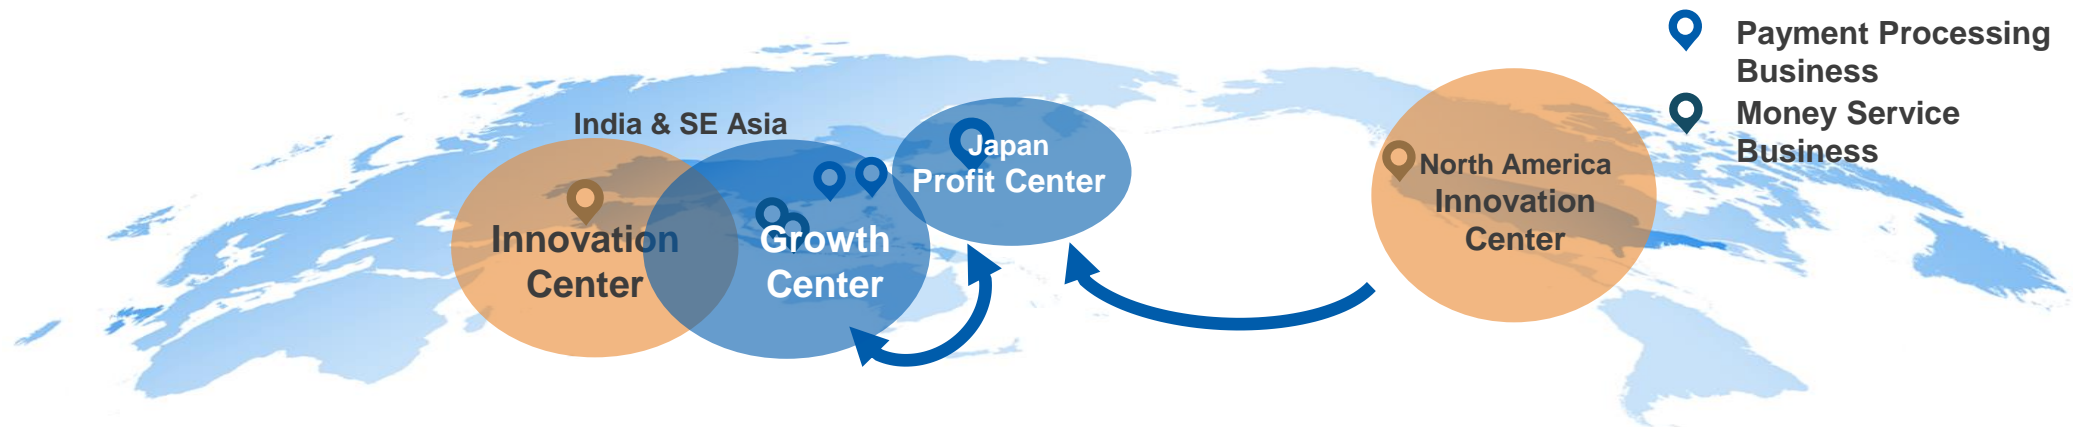 Payment Processing
Business
Money Service
Business
India & SE Asia
Innovation
Center
Growth
Center
Japan
Profit Center
North America
Innovation
Center